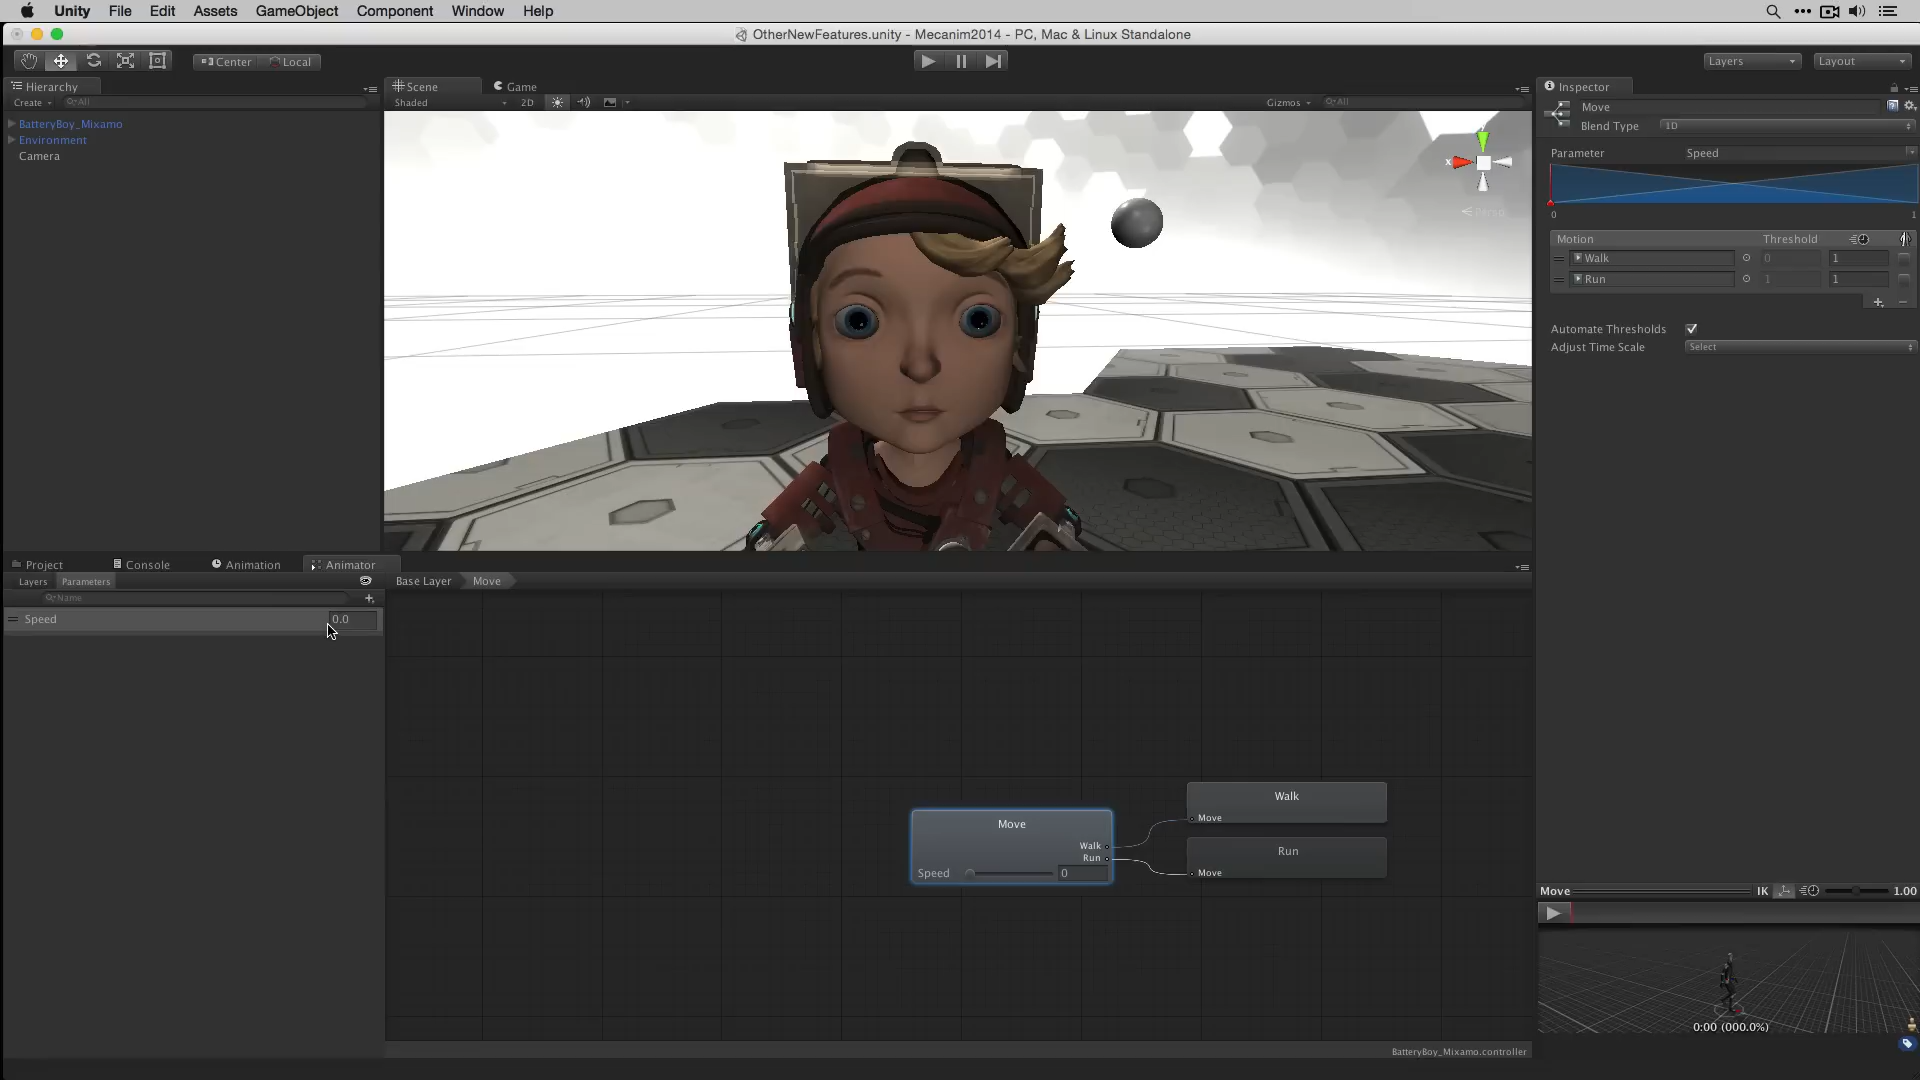 Unity File Edit Assets GameObject Component Window Help
OtherNewFeatures.unity - Mecanim2014 - PC, Mac & Linux Standalone
Center Local Layers Layout
Hierarchy
Create All
BatteryBoy_Mixamo
Environment
Camera
Scene Game
Shaded 2D Gizmos All
x
Persp
Inspector
Move
Blend Type 1D
Parameter Speed
0 1
Motion Threshold
Walk 0 1
Run 1 1
Automate Thresholds
Adjust Time Scale Select
Project Console Animation Animator
Layers Parameters
Base Layer Move
Name
Speed 0.0
Move
Walk
Run
Speed 0
Walk
Move
Run
Move
BatteryBoy_Mixamo.controller
Move IK 1.00
0:00 (000.0%)